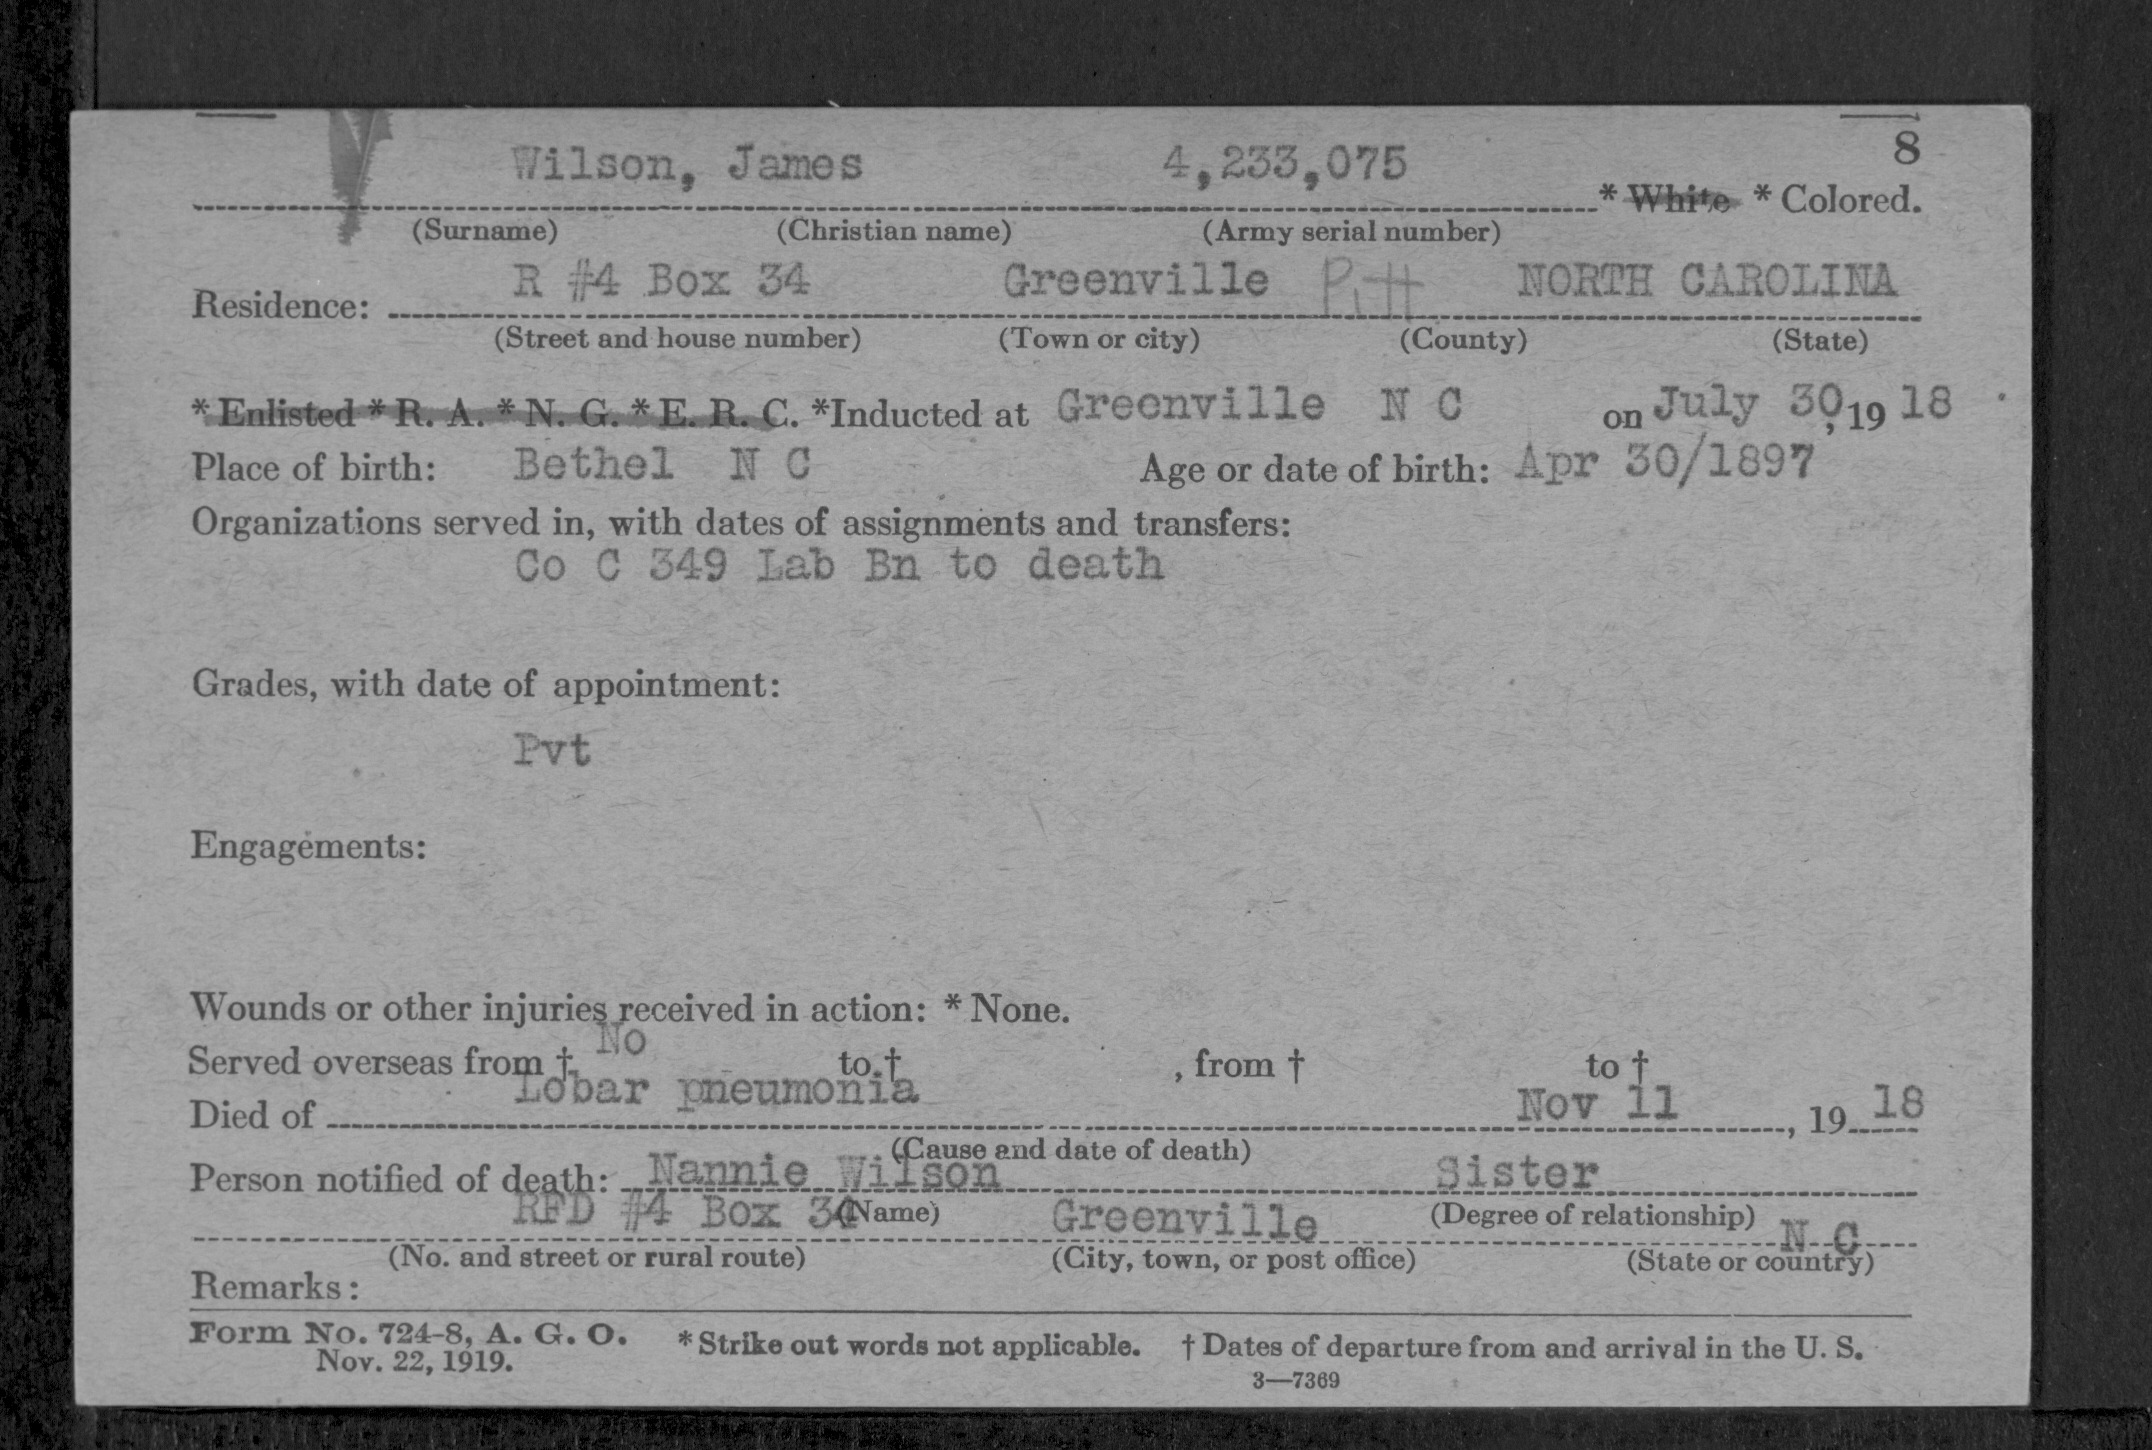 8
Wilson, James 4,233,075 * White * Colored.
(Surname) (Christian name) (Army serial number)
Residence: R #4 Box 34 Greenville Pitt NORTH CAROLINA
(Street and house number) (Town or city) (County) (State)
* Enlisted * R. A. * N. G. * E. R. C. *Inducted at Greenville N C on July 30, 19 18
Place of birth: Bethel N C Age or date of birth: Apr 30/1897
Organizations served in, with dates of assignments and transfers:
Co C 349 Lab Bn to death
Grades, with date of appointment:
Pvt
Engagements:
Wounds or other injuries received in action: * None.
Served overseas from † No to † , from † to †
Died of Lobar pneumonia Nov 11, 19 18
(Cause and date of death)
Person notified of death: Nannie Wilson Sister
(Name) (Degree of relationship)
RFD #4 Box 34 Greenville N C
(No. and street or rural route) (City, town, or post office) (State or country)
Remarks:
Form No. 724-8, A. G. O. * Strike out words not applicable. † Dates of departure from and arrival in the U. S.
Nov. 22, 1919.
3—7369